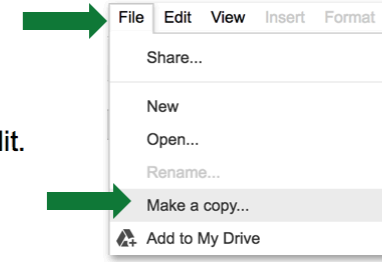 File Edit View Insert Format
Share...
New
Open...
lit.
Rename...
Make a copy...
Add to My Drive